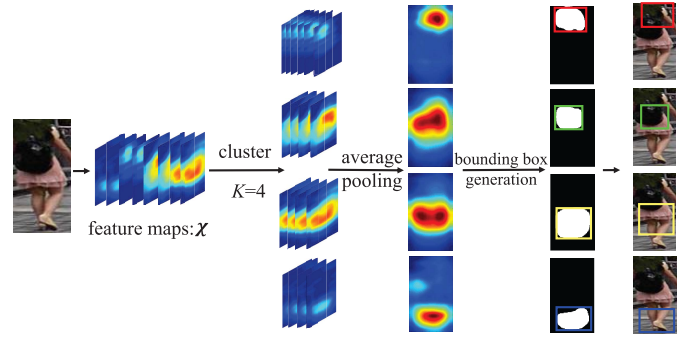 feature maps: χ
cluster
K=4
average
pooling
bounding box
generation